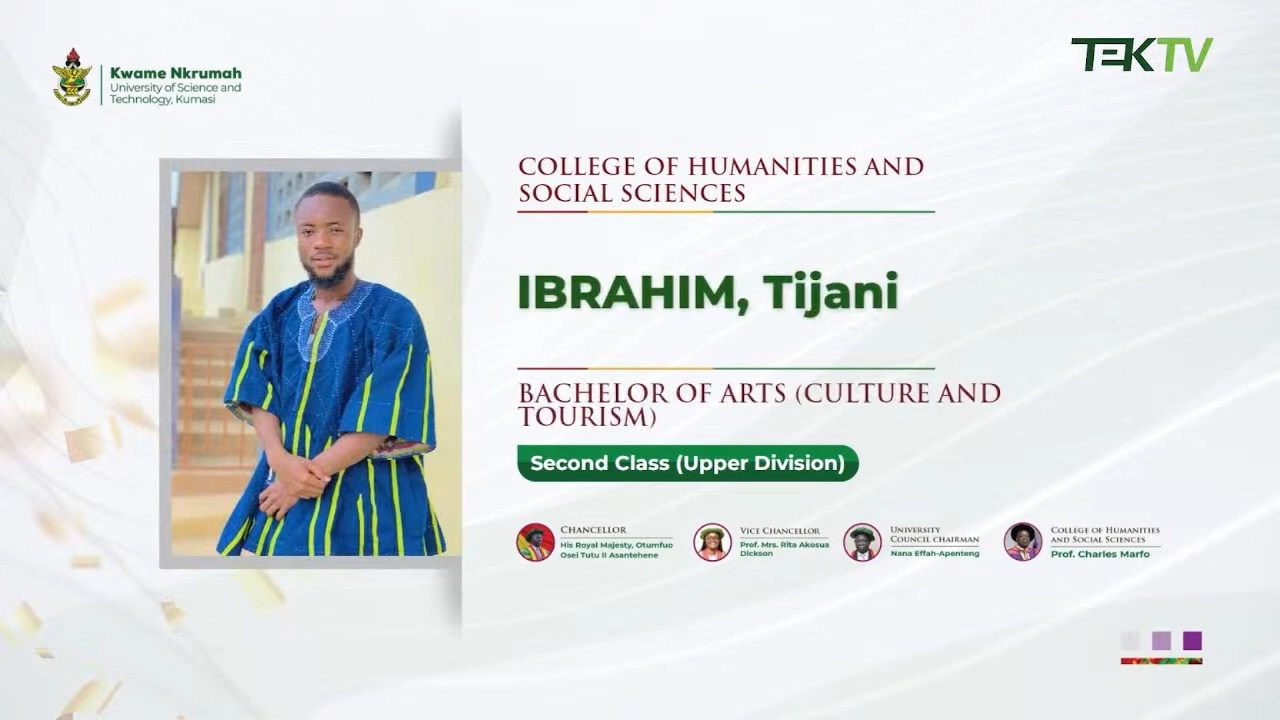 TEKTV
Kwame Nkrumah
University of Science and
Technology, Kumasi
COLLEGE OF HUMANITIES AND
SOCIAL SCIENCES
IBRAHIM, Tijani
BACHELOR OF ARTS (CULTURE AND
TOURISM)
Second Class (Upper Division)
CHANCELLOR
His Royal Majesty, Otumfuo
Osei Tutu II Asantehene
VICE CHANCELLOR
Prof. Mrs. Rita Akosua
Dickson
UNIVERSITY
COUNCIL CHAIRMAN
Nana Effah-Apenteng
COLLEGE OF HUMANITIES
AND SOCIAL SCIENCES
Prof. Charles Marfo